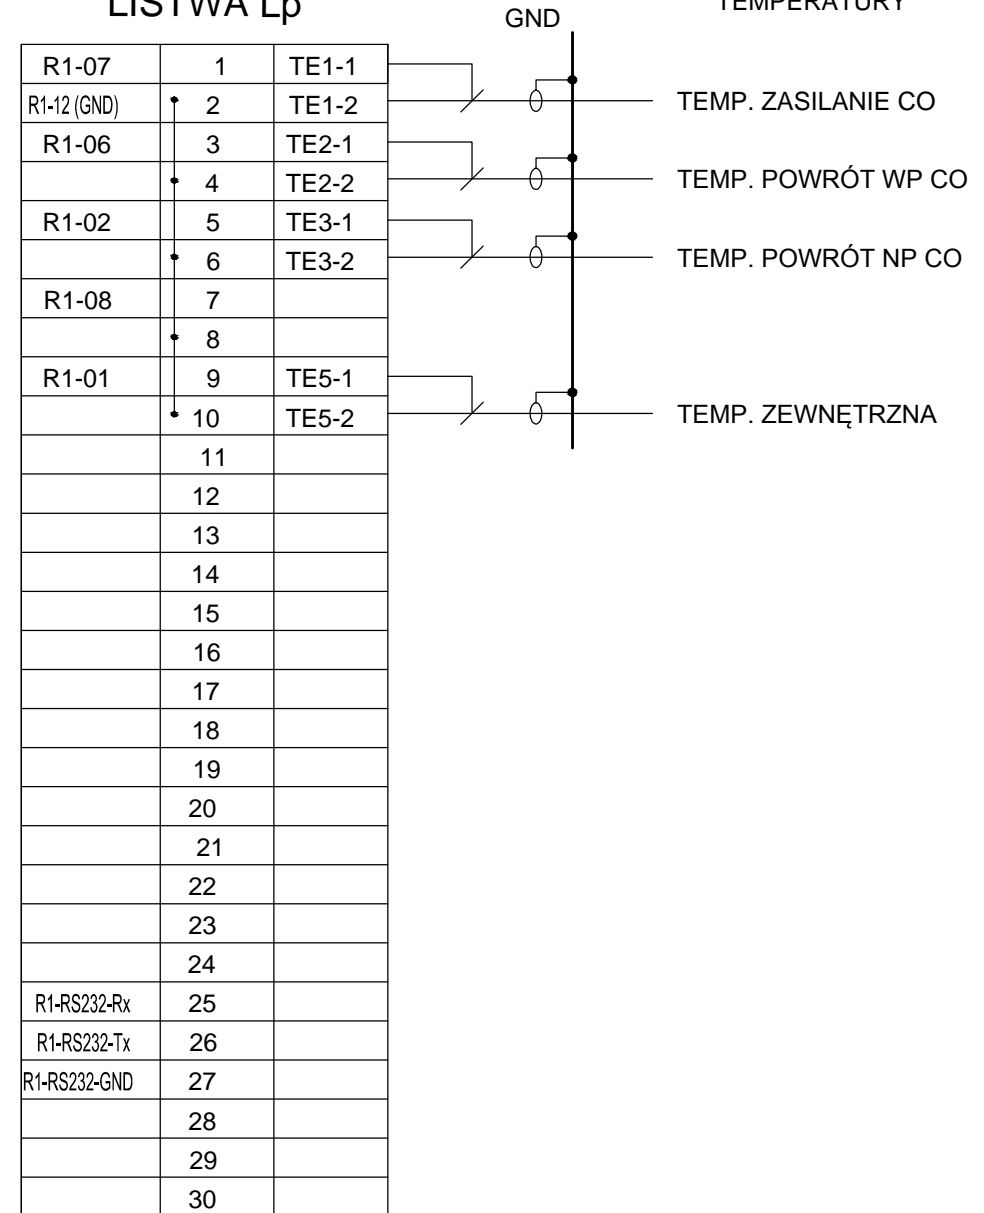 LISTWA Lp
GND
TEMPERATURY
R1-07 1 TE1-1
R1-12 (GND) 2 TE1-2 TEMP. ZASILANIE CO
R1-06 3 TE2-1
4 TE2-2 TEMP. POWRÓT WP CO
R1-02 5 TE3-1
6 TE3-2 TEMP. POWRÓT NP CO
R1-08 7
8
R1-01 9 TE5-1
10 TE5-2 TEMP. ZEWNĘTRZNA
11
12
13
14
15
16
17
18
19
20
21
22
23
24
R1-RS232-Rx 25
R1-RS232-Tx 26
R1-RS232-GND 27
28
29
30